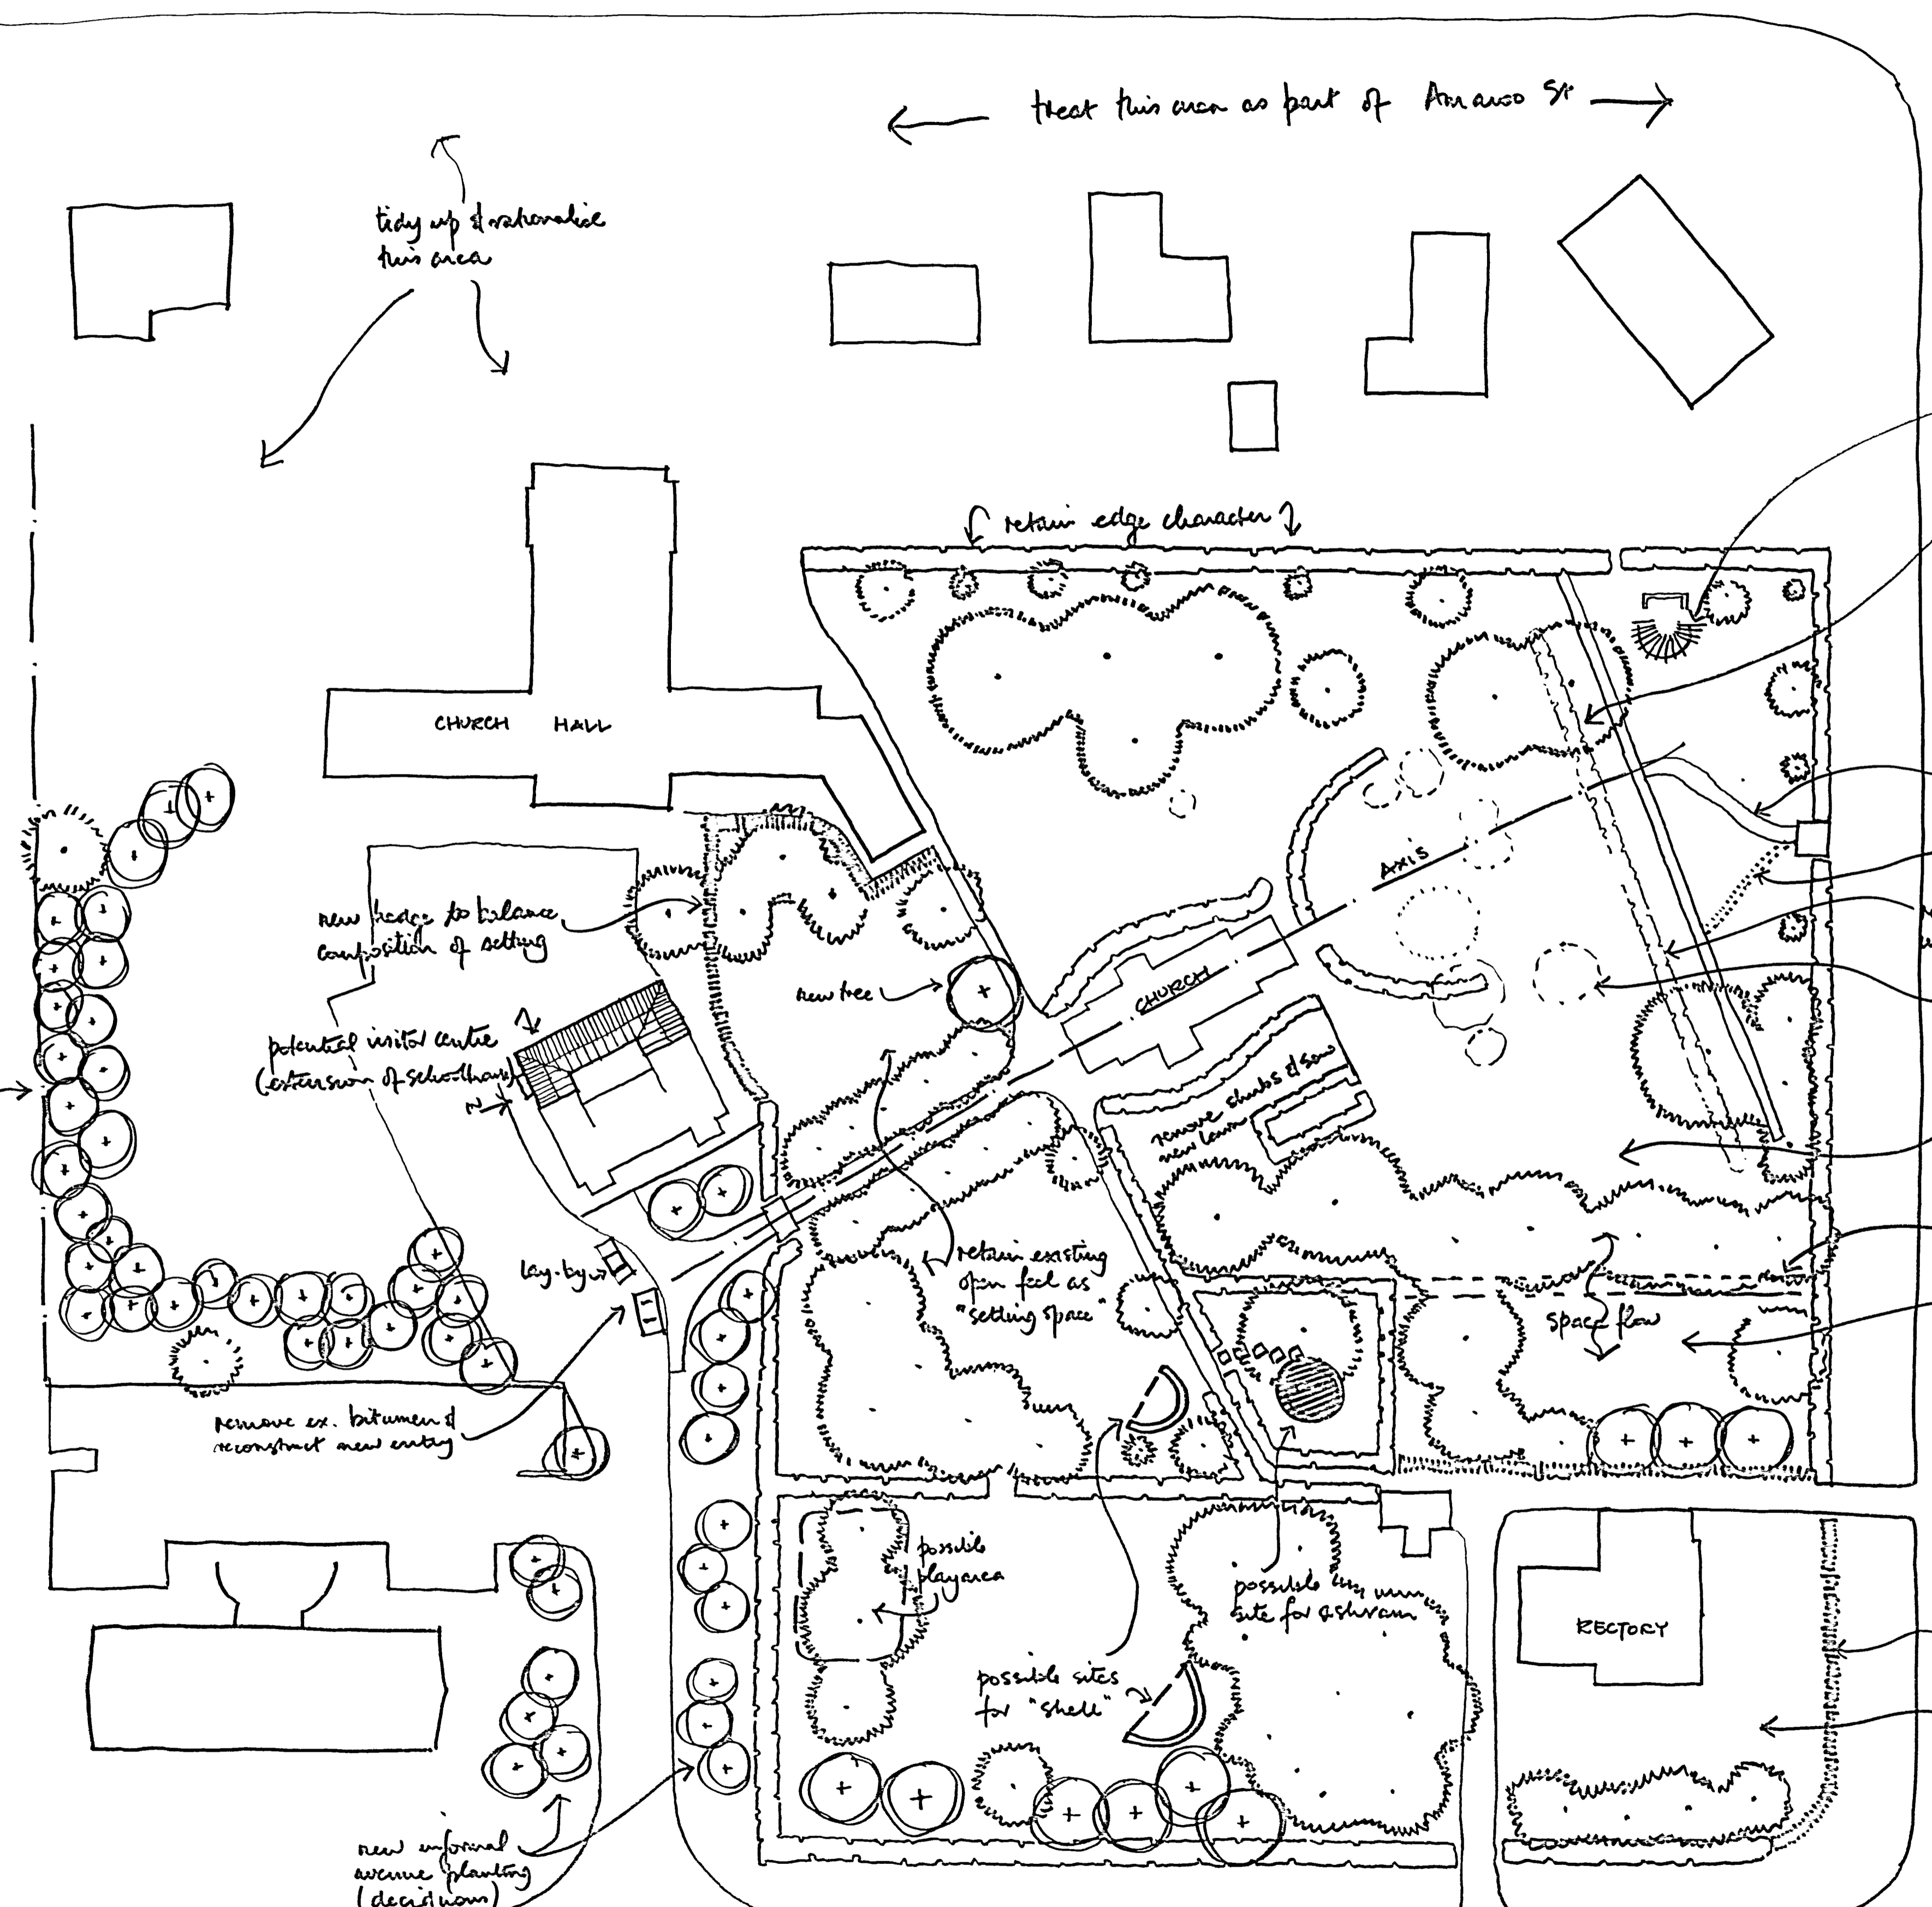 treat this area as part of St
tidy up & rationalise
this area
retain edge character
CHURCH HALL
AXIS
new hedge to balance
composition of setting
new tree
CHURCH
potential visitor centre
(extension of schoolhouse)
remove shrubs & sow
new lawn
lay-by
retain existing
open feel as
"setting space"
space flow
remove ex. bitumen &
reconstruct new entry
possible
play area
possible
site for ashram
RECTORY
possible sites
for "shell"
new informal
avenue planting
(deciduous)